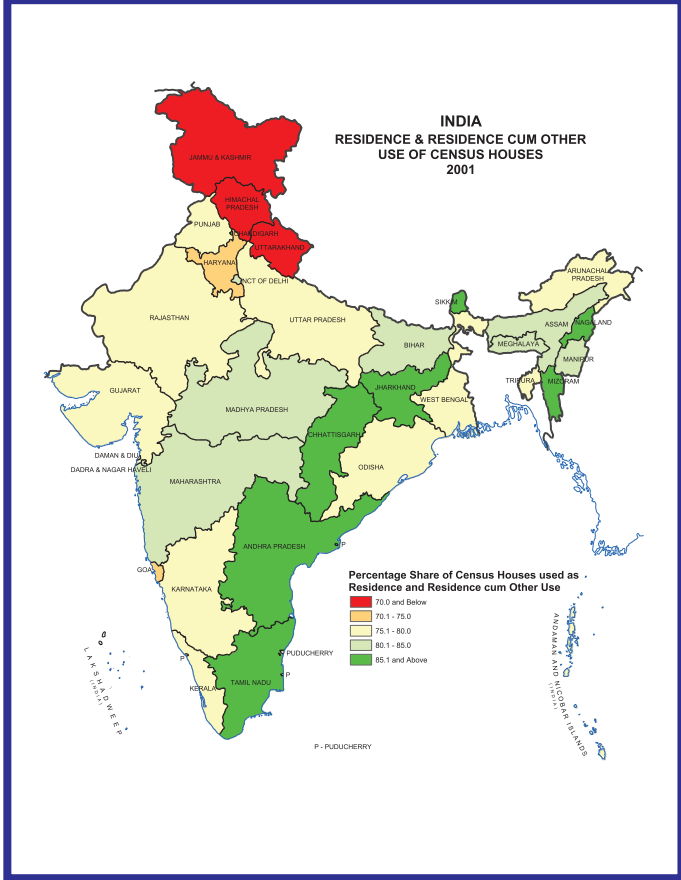 INDIA
RESIDENCE & RESIDENCE CUM OTHER
USE OF CENSUS HOUSES
2001
JAMMU & KASHMIR
HIMACHAL
PRADESH
PUNJAB
CHANDIGARH
UTTARAKHAND
HARYANA
NCT OF DELHI
ARUNACHAL
PRADESH
SIKKIM
RAJASTHAN
UTTAR PRADESH
ASSAM
NAGALAND
BIHAR
MEGHALAYA
MANIPUR
TRIPURA
MIZORAM
GUJARAT
JHARKHAND
WEST BENGAL
MADHYA PRADESH
CHHATTISGARH
DAMAN & DIU
DADRA & NAGAR HAVELI
ODISHA
MAHARASHTRA
ANDHRA PRADESH
P
GOA
KARNATAKA
Percentage Share of Census Houses used as
Residence and Residence cum Other Use
70.0 and Below
70.1 - 75.0
75.1 - 80.0
80.1 - 85.0
85.1 and Above
LAKSHADWEEP
(INDIA)
P
PUDUCHERRY
P
KERALA
TAMIL NADU
ANDAMAN AND NICOBAR ISLANDS
(INDIA)
P - PUDUCHERRY